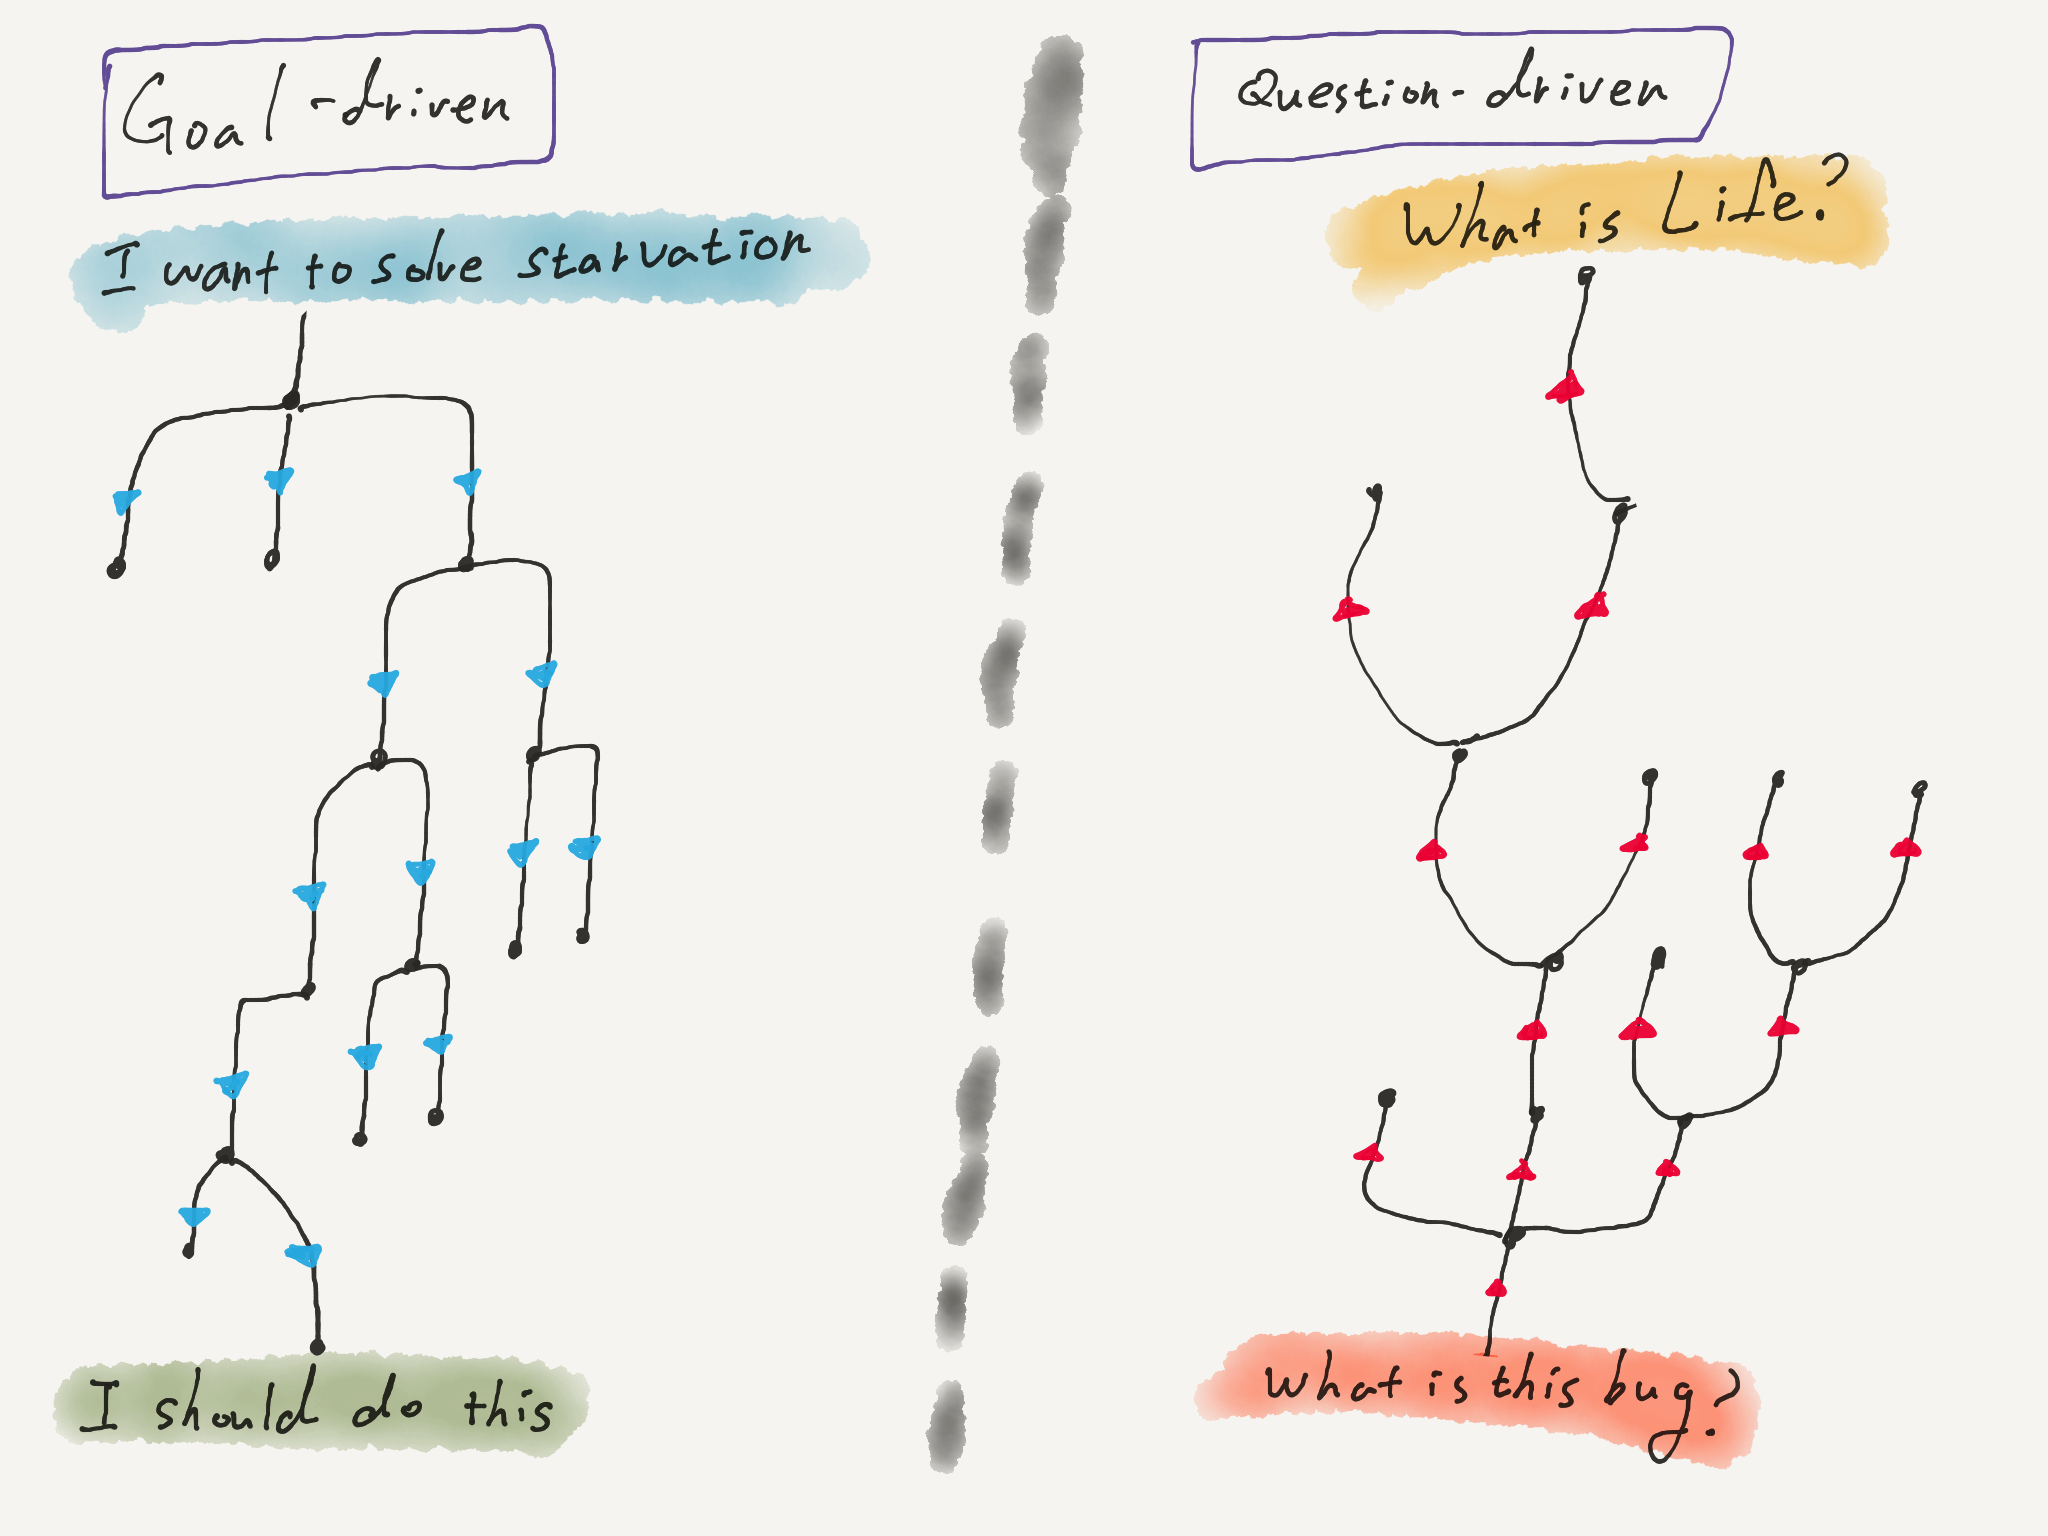 Goal-driven
I want to solve starvation
I should do this
Question-driven
What is Life?
What is this bug?